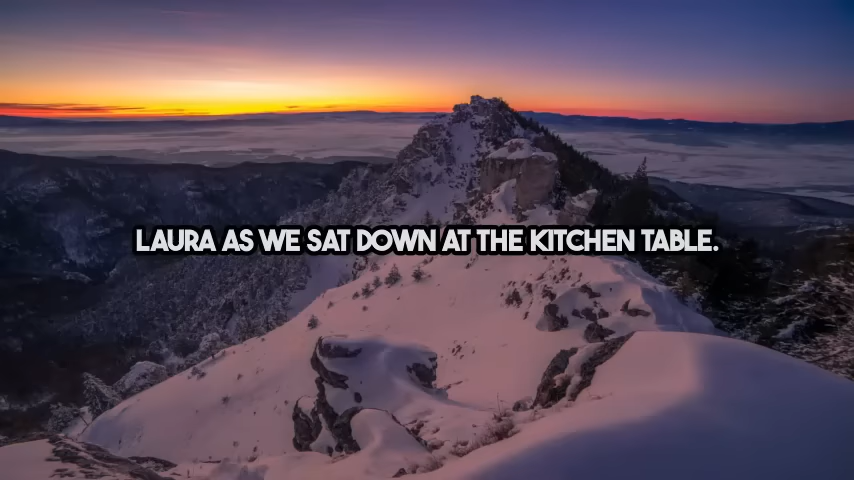 LAURA AS WE SAT DOWN AT THE KITCHEN TABLE.